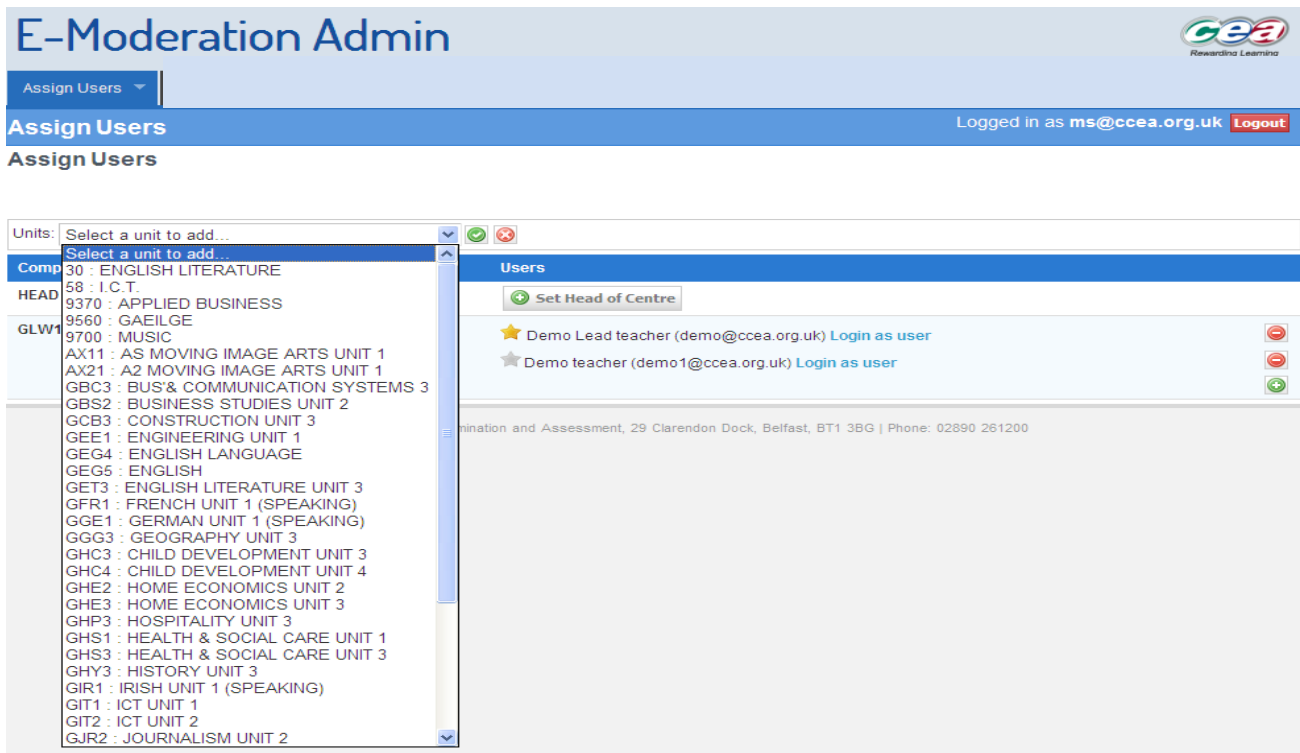 E-Moderation Admin
ccea
Rewarding Learning
Assign Users
Assign Users
Logged in as ms@ccea.org.uk Logout
Assign Users
Units: Select a unit to add...
Select a unit to add...
30 : ENGLISH LITERATURE
58 : I.C.T.
9370 : APPLIED BUSINESS
9560 : GAEILGE
9700 : MUSIC
AX11 : AS MOVING IMAGE ARTS UNIT 1
AX21 : A2 MOVING IMAGE ARTS UNIT 1
GBC3 : BUS'& COMMUNICATION SYSTEMS 3
GBS2 : BUSINESS STUDIES UNIT 2
GCB3 : CONSTRUCTION UNIT 3
GEE1 : ENGINEERING UNIT 1
GEG4 : ENGLISH LANGUAGE
GEG5 : ENGLISH
GET3 : ENGLISH LITERATURE UNIT 3
GFR1 : FRENCH UNIT 1 (SPEAKING)
GGE1 : GERMAN UNIT 1 (SPEAKING)
GGG3 : GEOGRAPHY UNIT 3
GHC3 : CHILD DEVELOPMENT UNIT 3
GHC4 : CHILD DEVELOPMENT UNIT 4
GHE2 : HOME ECONOMICS UNIT 2
GHE3 : HOME ECONOMICS UNIT 3
GHP3 : HOSPITALITY UNIT 3
GHS1 : HEALTH & SOCIAL CARE UNIT 1
GHS3 : HEALTH & SOCIAL CARE UNIT 3
GHY3 : HISTORY UNIT 3
GIR1 : IRISH UNIT 1 (SPEAKING)
GIT1 : ICT UNIT 1
GIT2 : ICT UNIT 2
GJR2 : JOURNALISM UNIT 2
Comp
Users
HEAD
Set Head of Centre
GLW1
Demo Lead teacher (demo@ccea.org.uk) Login as user
Demo teacher (demo1@ccea.org.uk) Login as user
mination and Assessment, 29 Clarendon Dock, Belfast, BT1 3BG | Phone: 02890 261200